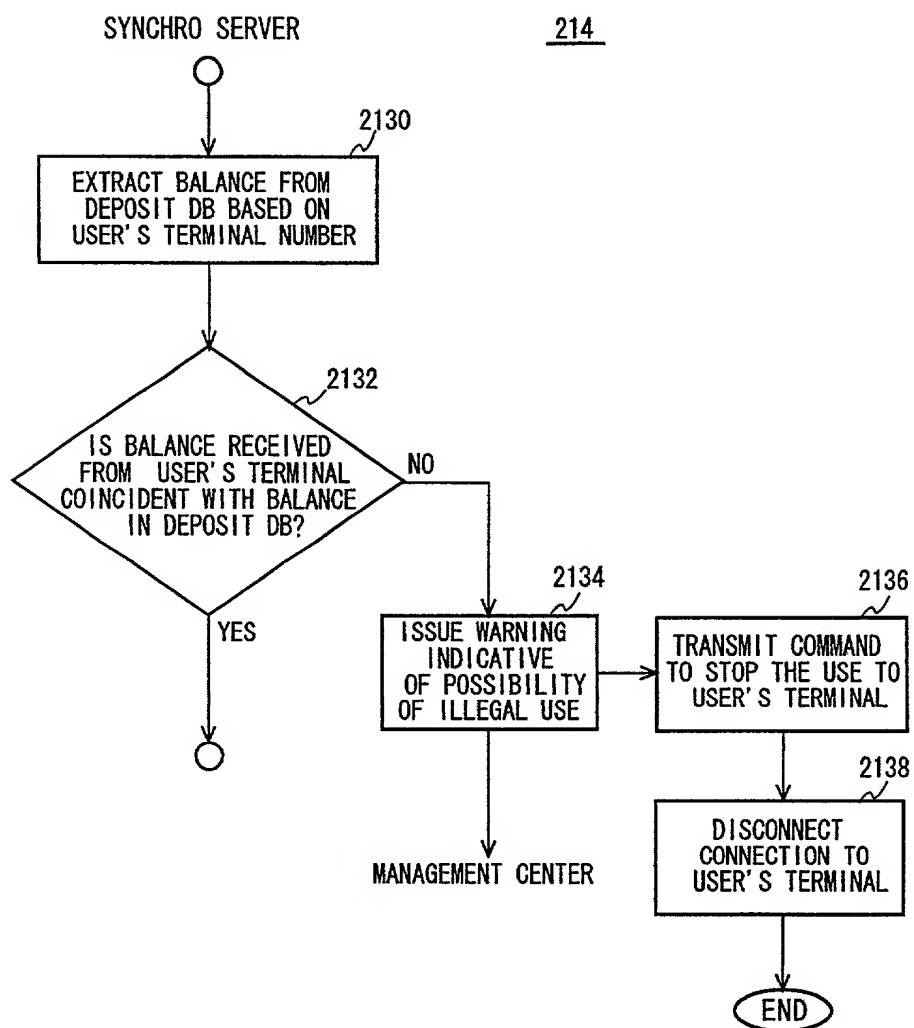 SYNCHRO SERVER
214
2130
EXTRACT BALANCE FROM
DEPOSIT DB BASED ON
USER'S TERMINAL NUMBER
2132
IS BALANCE RECEIVED
FROM USER'S TERMINAL
COINCIDENT WITH BALANCE
IN DEPOSIT DB?
NO
YES
2134
ISSUE WARNING
INDICATIVE
OF POSSIBILITY
OF ILLEGAL USE
MANAGEMENT CENTER
2136
TRANSMIT COMMAND
TO STOP THE USE TO
USER'S TERMINAL
2138
DISCONNECT
CONNECTION TO
USER'S TERMINAL
END